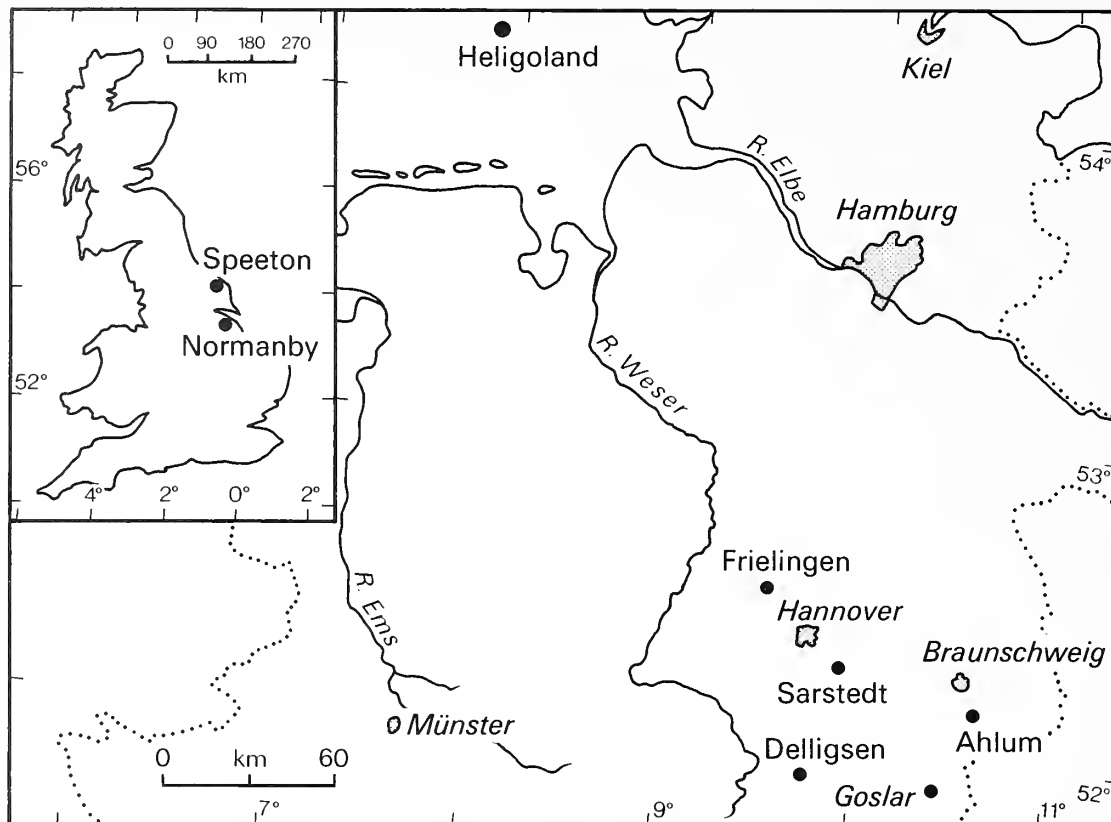 0 90 180 270
km
56°
Speeton
Normanby
52°
4° 2° 0° 2°
Heligoland
Kiel
54°
R. Elbe
Hamburg
R. Weser
53°
Frielingen
Hannover
R. Ems
Braunschweig
Sarstedt
Münster
Ahlum
0 km 60
Delligsen
Goslar
52°
7°
9°
11°